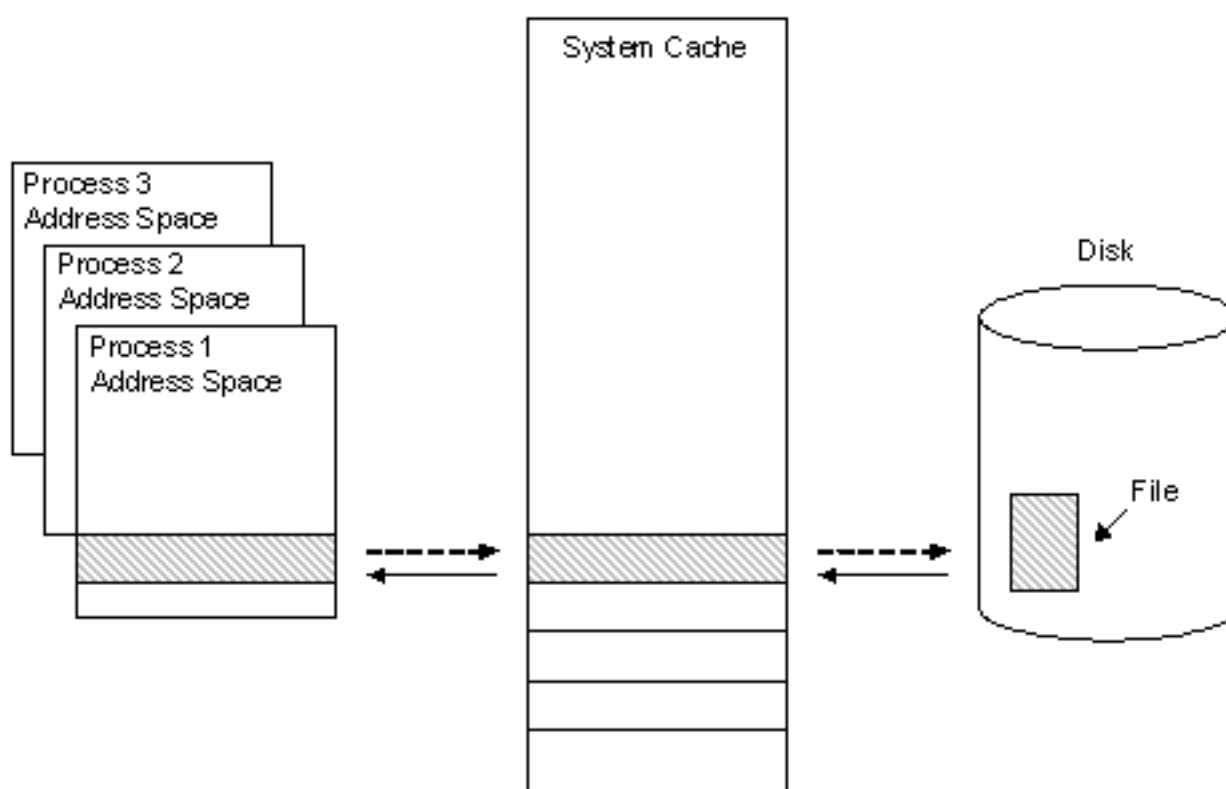 System Cache
Process 3
Address Space
Process 2
Address Space
Process 1
Address Space
Disk
File